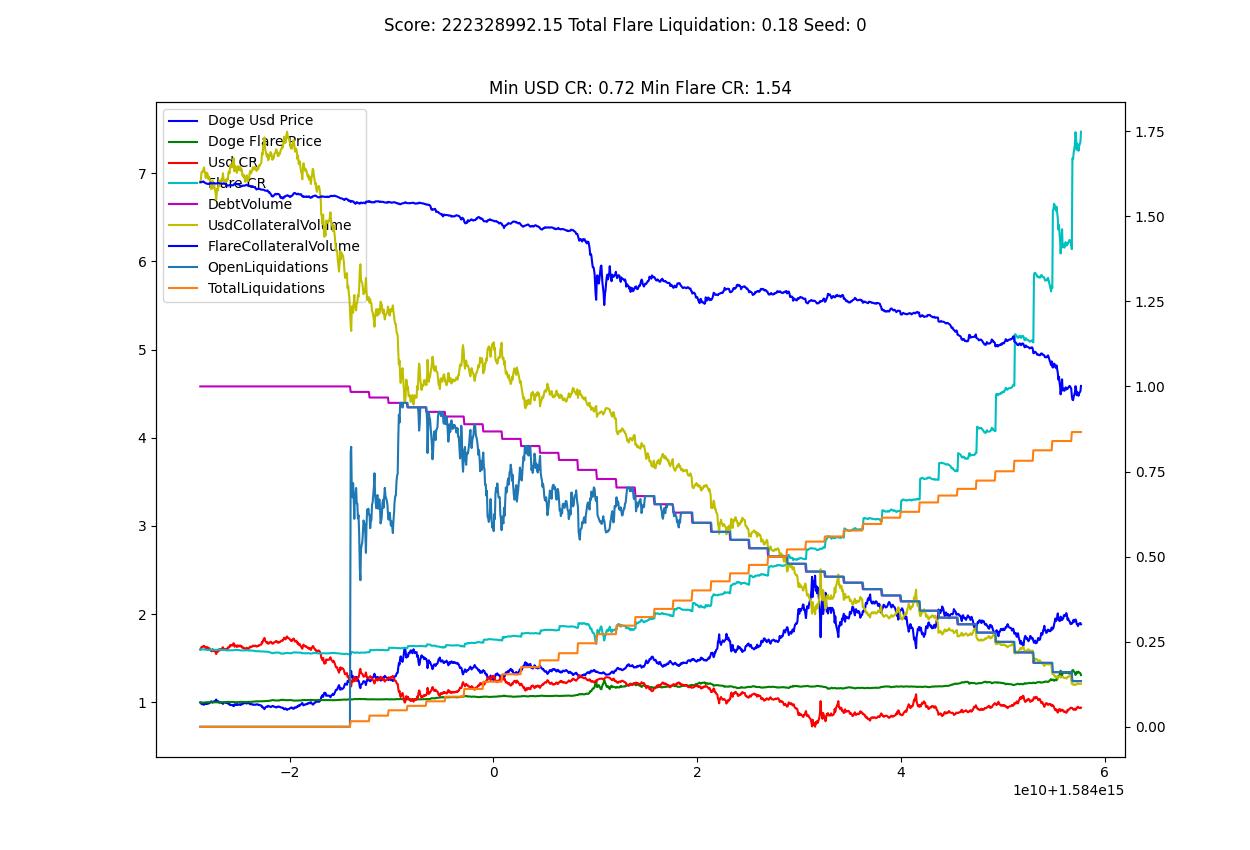 Score: 222328992.15 Total Flare Liquidation: 0.18 Seed: 0
Min USD CR: 0.72 Min Flare CR: 1.54
Doge Usd Price
Doge Flare Price
Usd CR
Flare CR
DebtVolume
UsdCollateralVolume
FlareCollateralVolume
OpenLiquidations
TotalLiquidations
7
6
5
4
3
2
1
1.75
1.50
1.25
1.00
0.75
0.50
0.25
0.00
−2
0
2
4
6
1e10+1.584e15